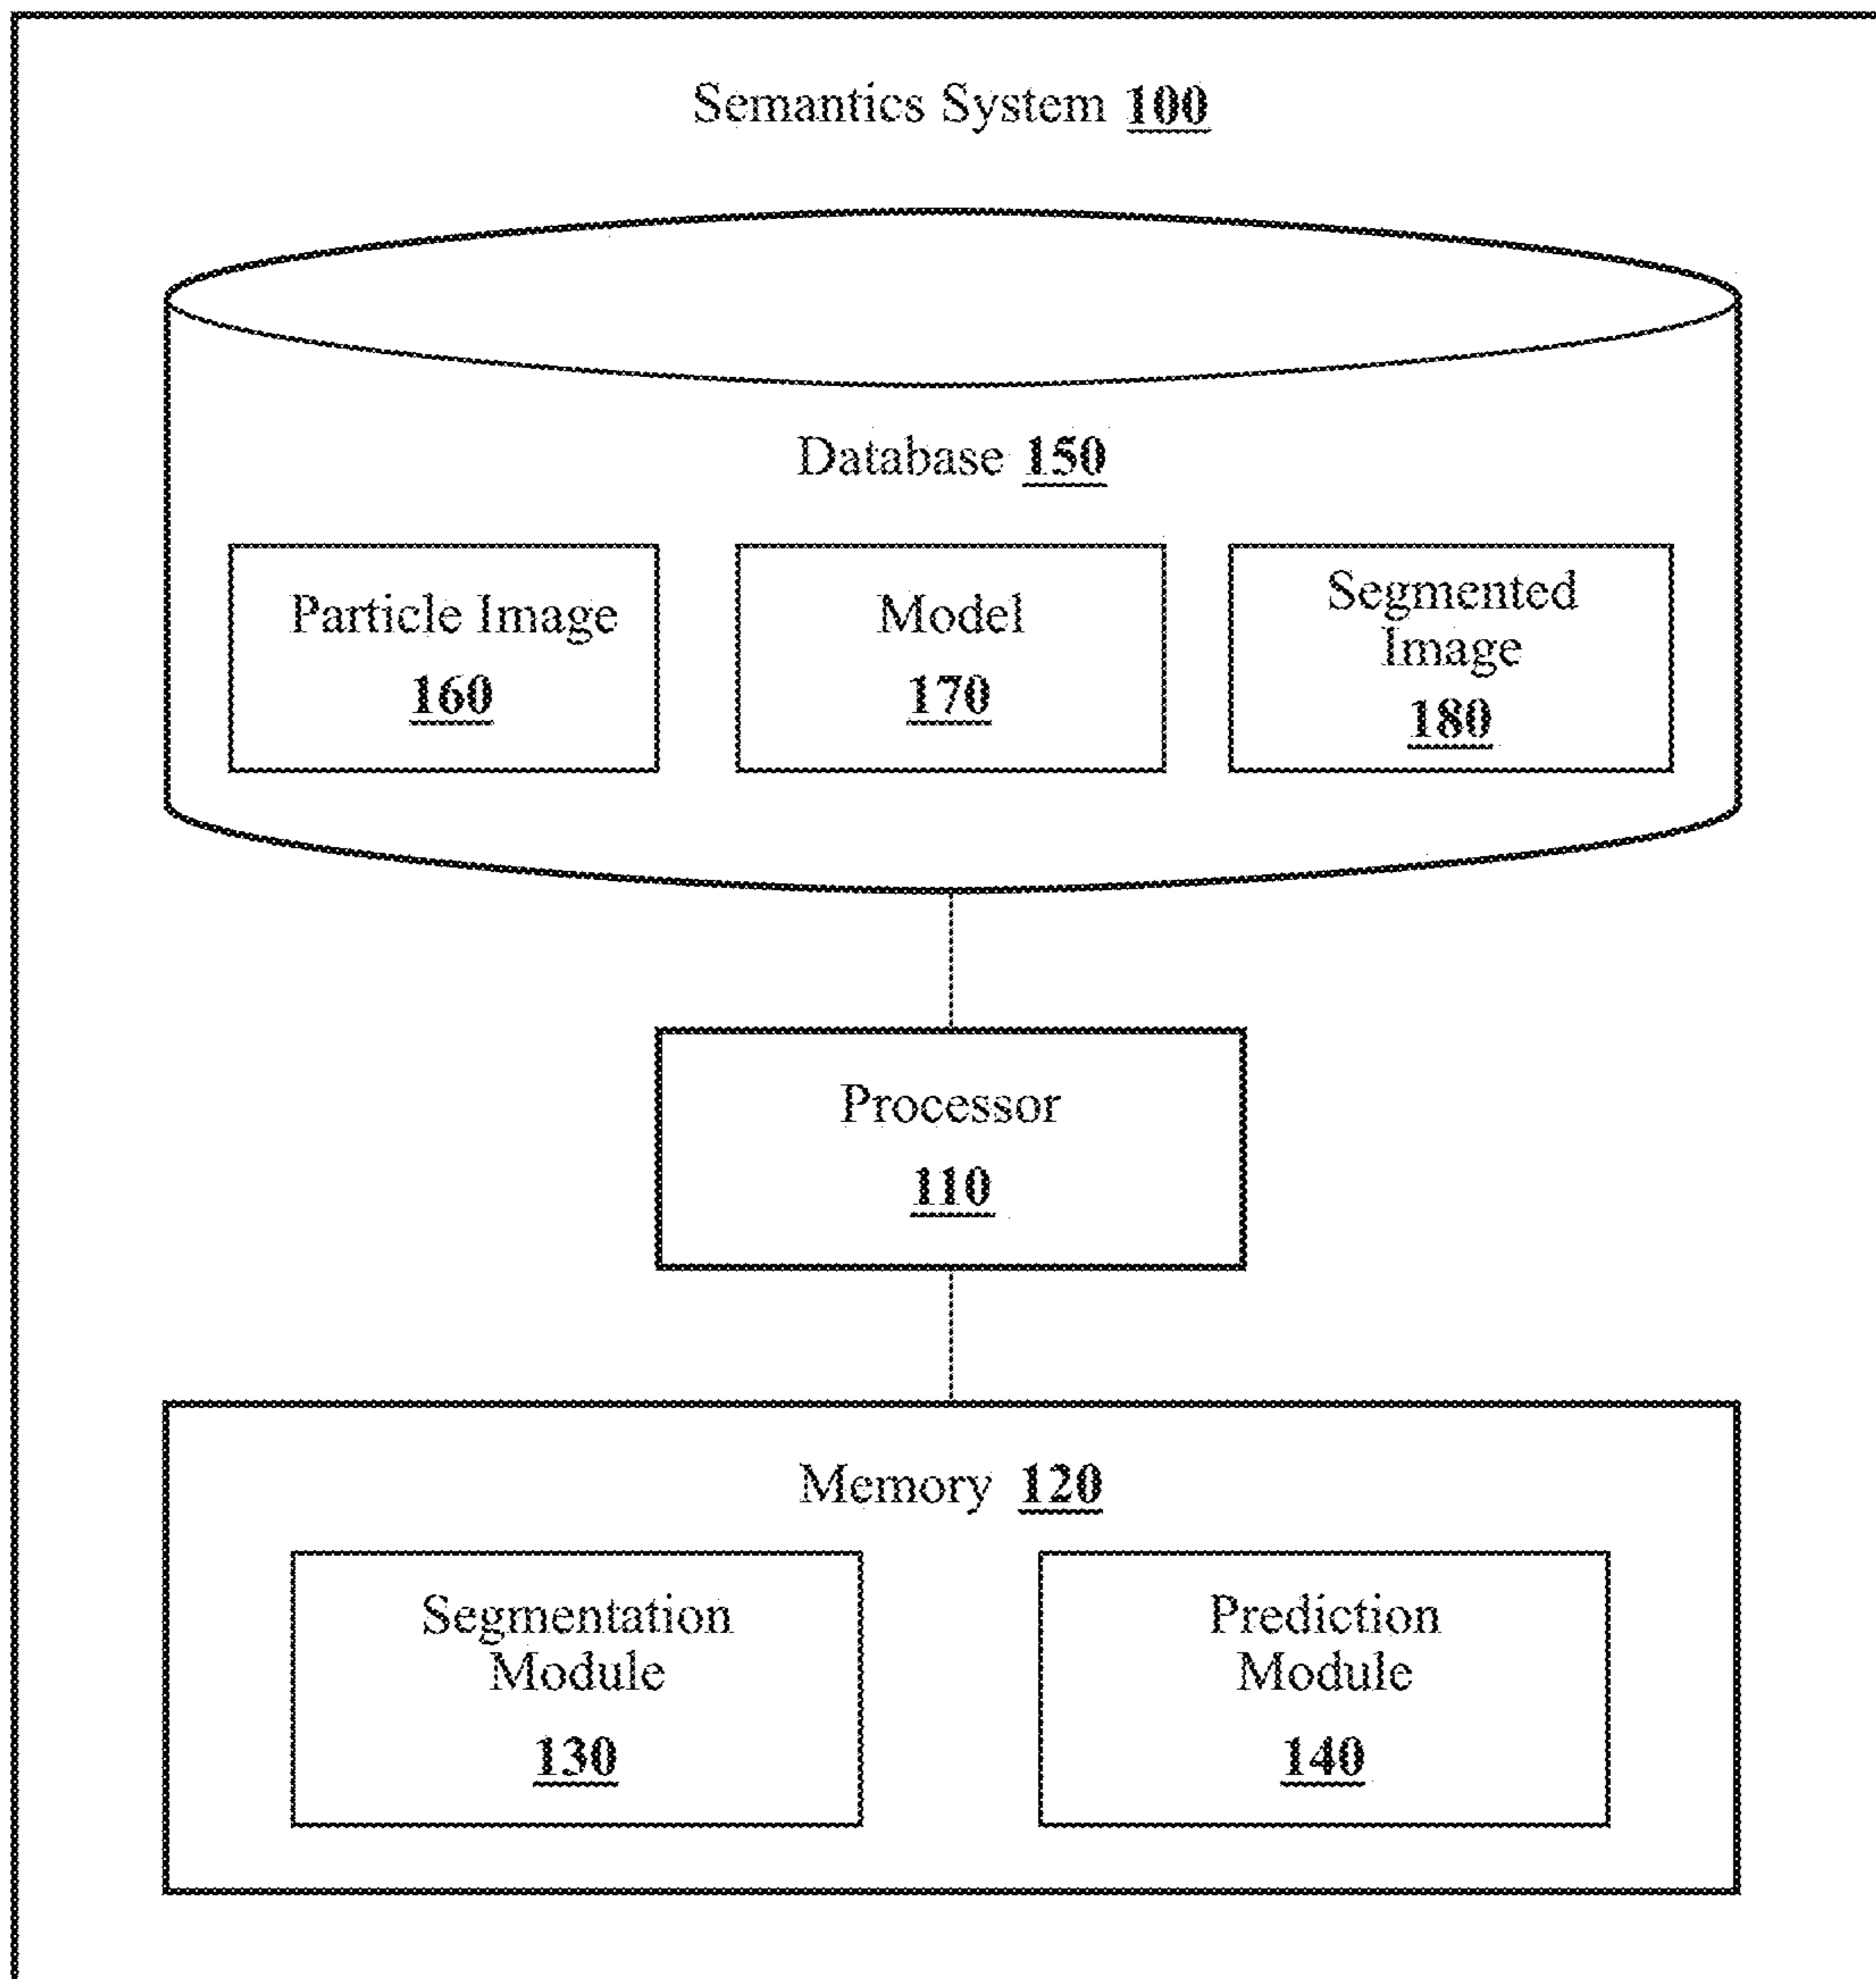 Semantics System 100
Database 150
Particle Image
160
Model
170
Segmented
Image
180
Processor
110
Memory 120
Segmentation
Module
130
Prediction
Module
140